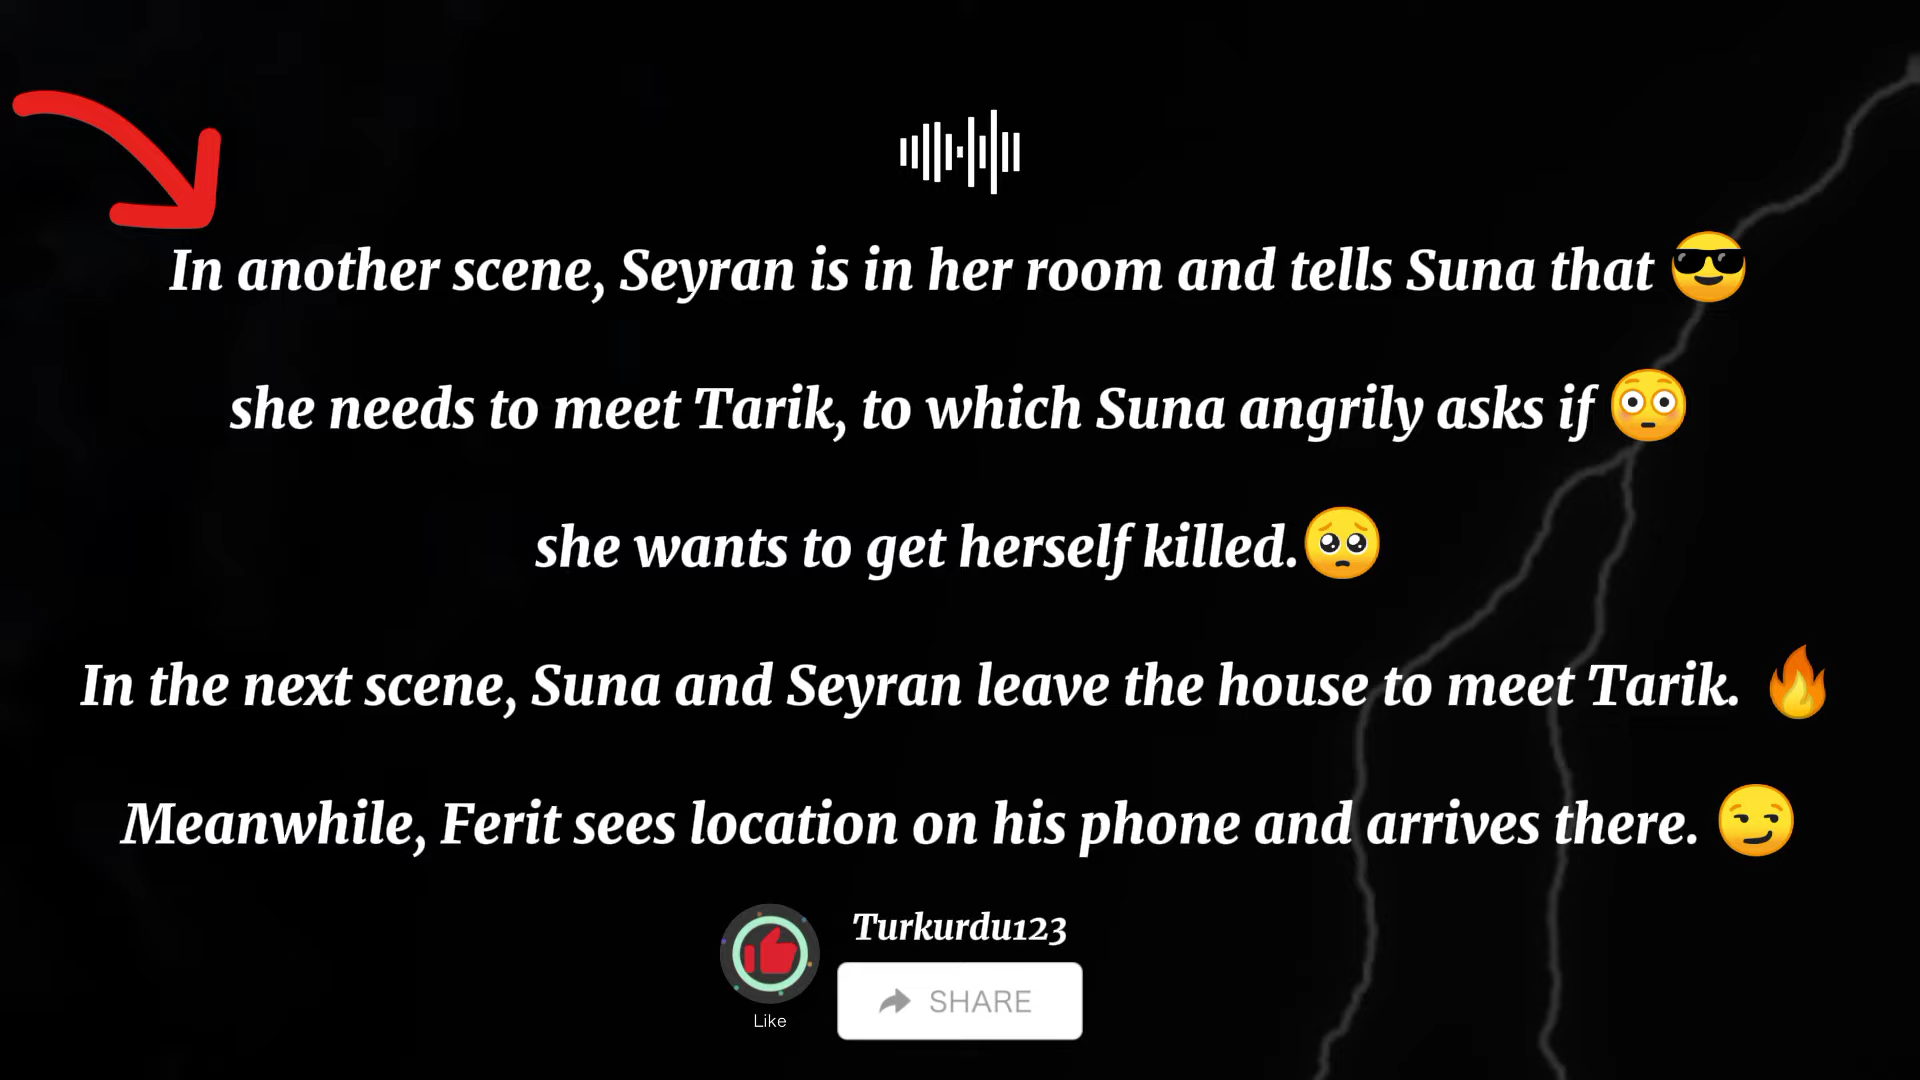 In another scene, Seyran is in her room and tells Suna that 😎
she needs to meet Tarik, to which Suna angrily asks if 😳
she wants to get herself killed.🥺
In the next scene, Suna and Seyran leave the house to meet Tarik. 🔥
Meanwhile, Ferit sees location on his phone and arrives there. 😏
Turkurdu123
SHARE
Like